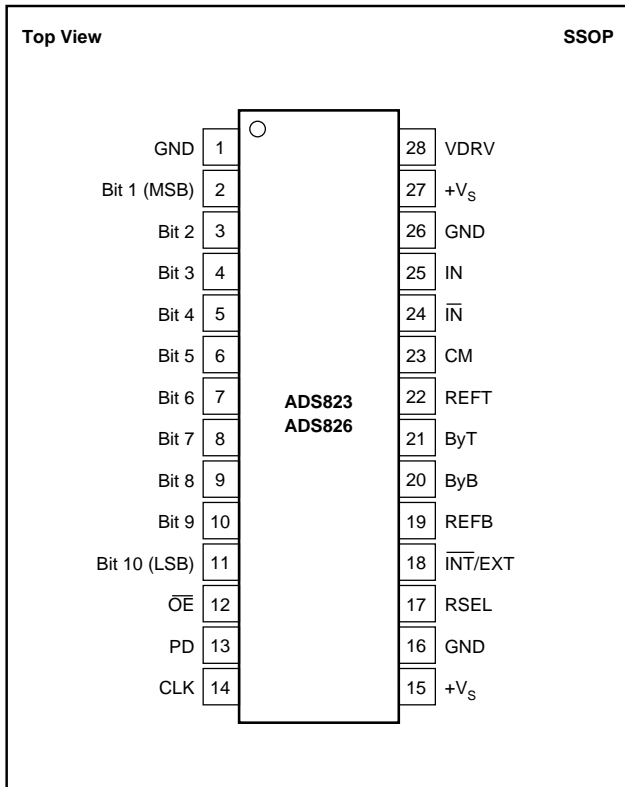 Top View SSOP
GND 1 28 VDRV
Bit 1 (MSB) 2 27 +VS
Bit 2 3 26 GND
Bit 3 4 25 IN
Bit 4 5 24 I̅N̅
Bit 5 6 23 CM
Bit 6 7 22 REFT
Bit 7 8 21 ByT
Bit 8 9 20 ByB
Bit 9 10 19 REFB
Bit 10 (LSB) 11 18 I̅N̅T̅/EXT
O̅E̅ 12 17 RSEL
PD 13 16 GND
CLK 14 15 +VS
ADS823
ADS826